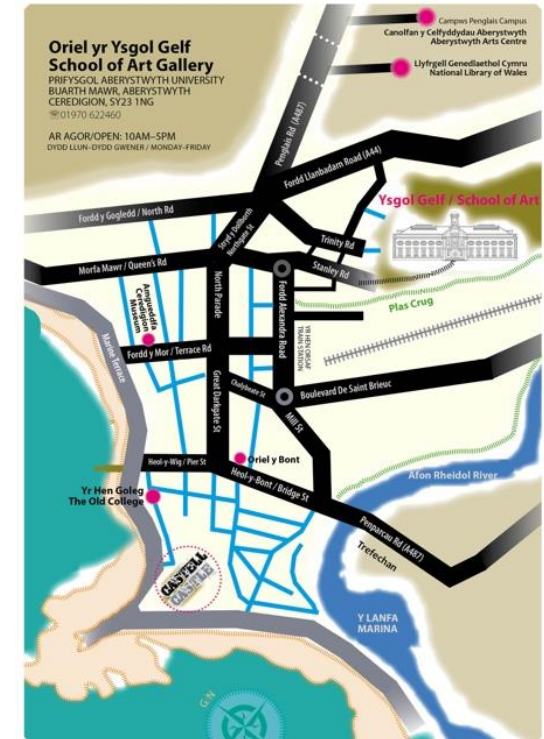 Oriel yr Ysgol Gelf
School of Art Gallery
PRIFYSGOL ABERYSTWYTH UNIVERSITY
BUARTH MAWR, ABERYSTWYTH
CEREDIGION, SY23 1NG
☏01970 622460
AR AGOR/OPEN: 10AM–5PM
DYDD LLUN–DYDD GWENER / MONDAY–FRIDAY
Campws Penglais Campus
Canolfan y Celfyddydau Aberystwyth
Aberystwyth Arts Centre
Llyfrgell Genedlaethol Cymru
National Library of Wales
Penglais Rd (A487)
Fordd Llanbadarn Road (A44)
Ysgol Gelf / School of Art
Fordd y Gogledd / North Rd
Northgate St
Trinity Rd
Stanley Rd
Morfa Mawr / Queen's Rd
Amgueddfa
Ceredigion
Museum
North Parade
Fordd Alexandra Road
YR HEN ORSAF
TRAIN STATION
Plas Crug
Marine Terrace
Fordd y Mor / Terrace Rd
Great Darkgate St
Chalybeate St
Boulevard De Saint Brieuc
Mill St
Heol-y-Wig / Pier St
Oriel y Bont
Heol-y-Bont / Bridge St
Afon Rheidol River
Yr Hen Goleg
The Old College
Penparcau Rd (A487)
Trefechan
CASTELL
CASTLE
Y LANFA
MARINA
G:N